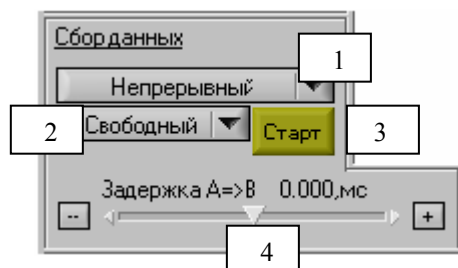 Сбор данных
1
Непрерывный
2 Свободный Старт 3
Задержка A=>B 0.000,мс
-- +
4